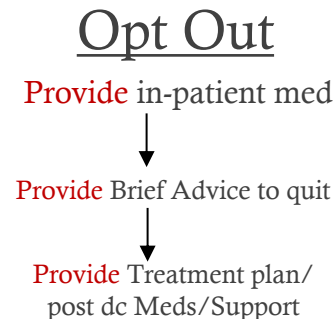 Opt Out
Provide in-patient med
Provide Brief Advice to quit
Provide Treatment plan/
post dc Meds/Support